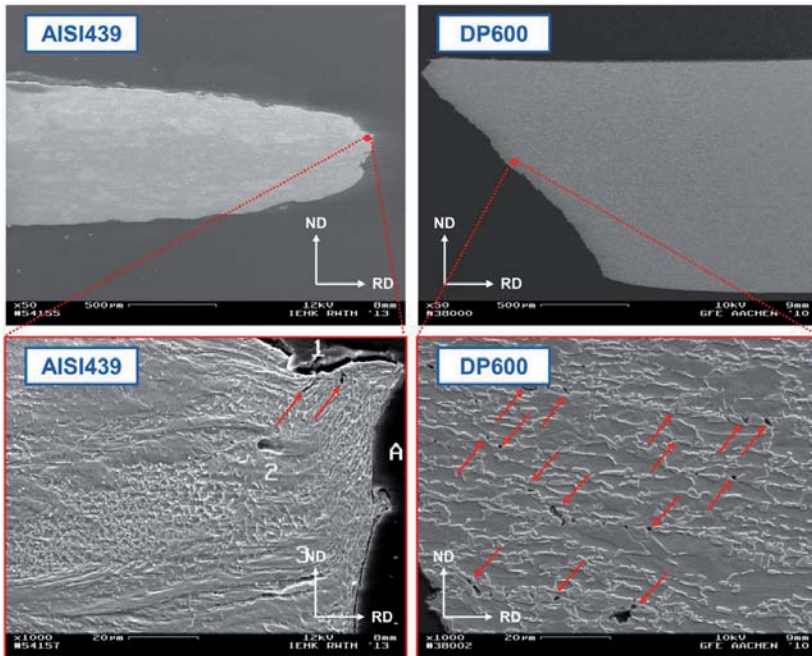 AISI439
ND
RD
x50 500µm 12kV 8mm
#54155 IEHK RWTH '13
DP600
ND
RD
x50 500µm 10kV 9mm
#38000 GFE AACHEN '10
AISI439
1
2
3
A
ND
RD
x1000 20µm 12kV 8mm
#54157 IEHK RWTH '13
DP600
ND
RD
x1000 20µm 10kV 9mm
#38002 GFE AACHEN '10